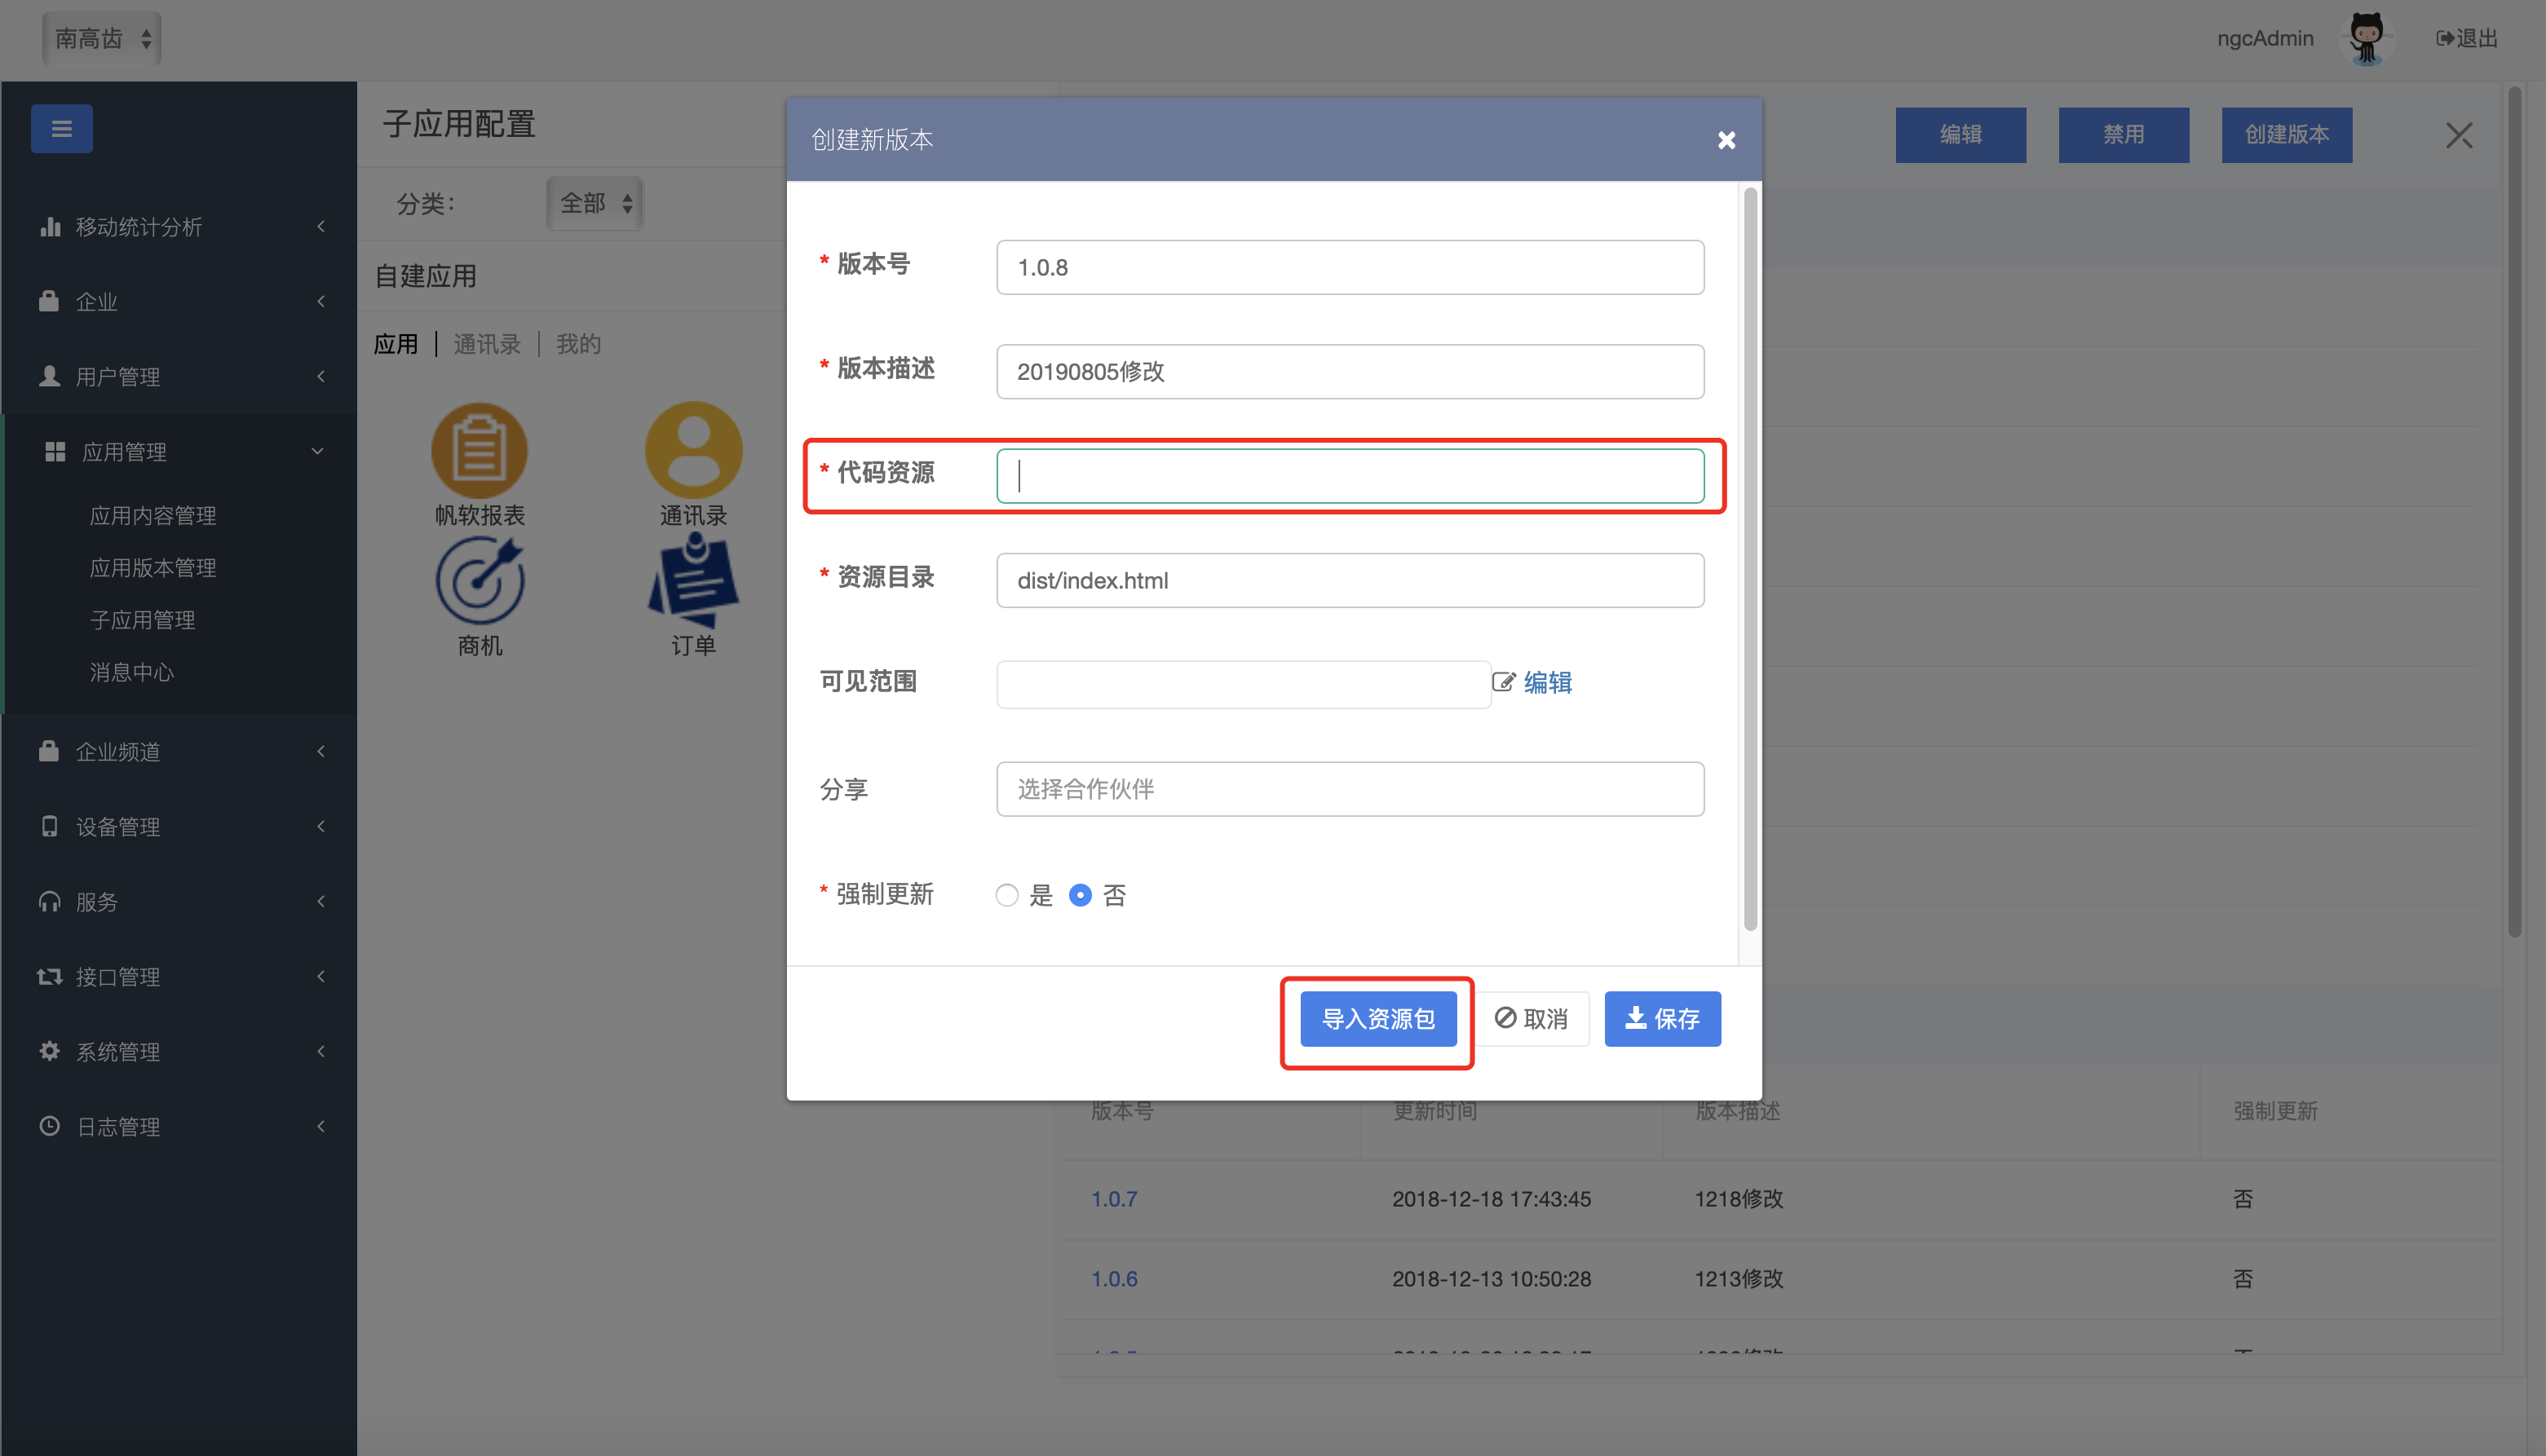 南高齿
ngcAdmin
退出
移动统计分析
企业
用户管理
应用管理
应用内容管理
应用版本管理
子应用管理
消息中心
企业频道
设备管理
服务
接口管理
系统管理
日志管理
子应用配置
分类：
全部
自建应用
应用 | 通讯录 | 我的
帆软报表
通讯录
商机
订单
编辑
禁用
创建版本
创建新版本
* 版本号
1.0.8
* 版本描述
20190805修改
* 代码资源
* 资源目录
dist/index.html
可见范围
编辑
分享
选择合作伙伴
* 强制更新
是
否
导入资源包
取消
保存
版本号 更新时间 版本描述 强制更新
1.0.7 2018-12-18 17:43:45 1218修改 否
1.0.6 2018-12-13 10:50:28 1213修改 否